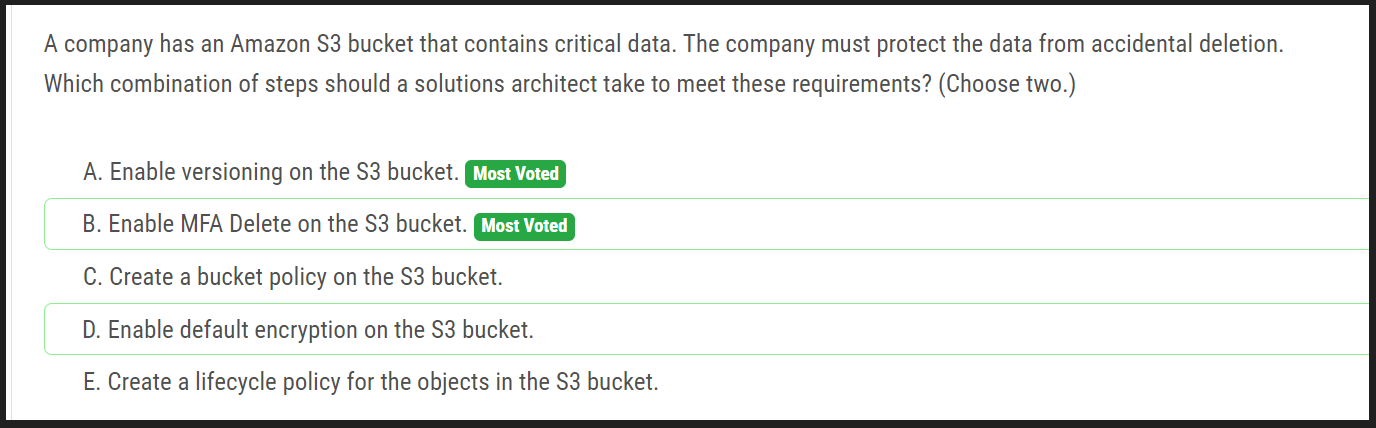 A company has an Amazon S3 bucket that contains critical data. The company must protect the data from accidental deletion.
Which combination of steps should a solutions architect take to meet these requirements? (Choose two.)
A. Enable versioning on the S3 bucket. Most Voted
B. Enable MFA Delete on the S3 bucket. Most Voted
C. Create a bucket policy on the S3 bucket.
D. Enable default encryption on the S3 bucket.
E. Create a lifecycle policy for the objects in the S3 bucket.